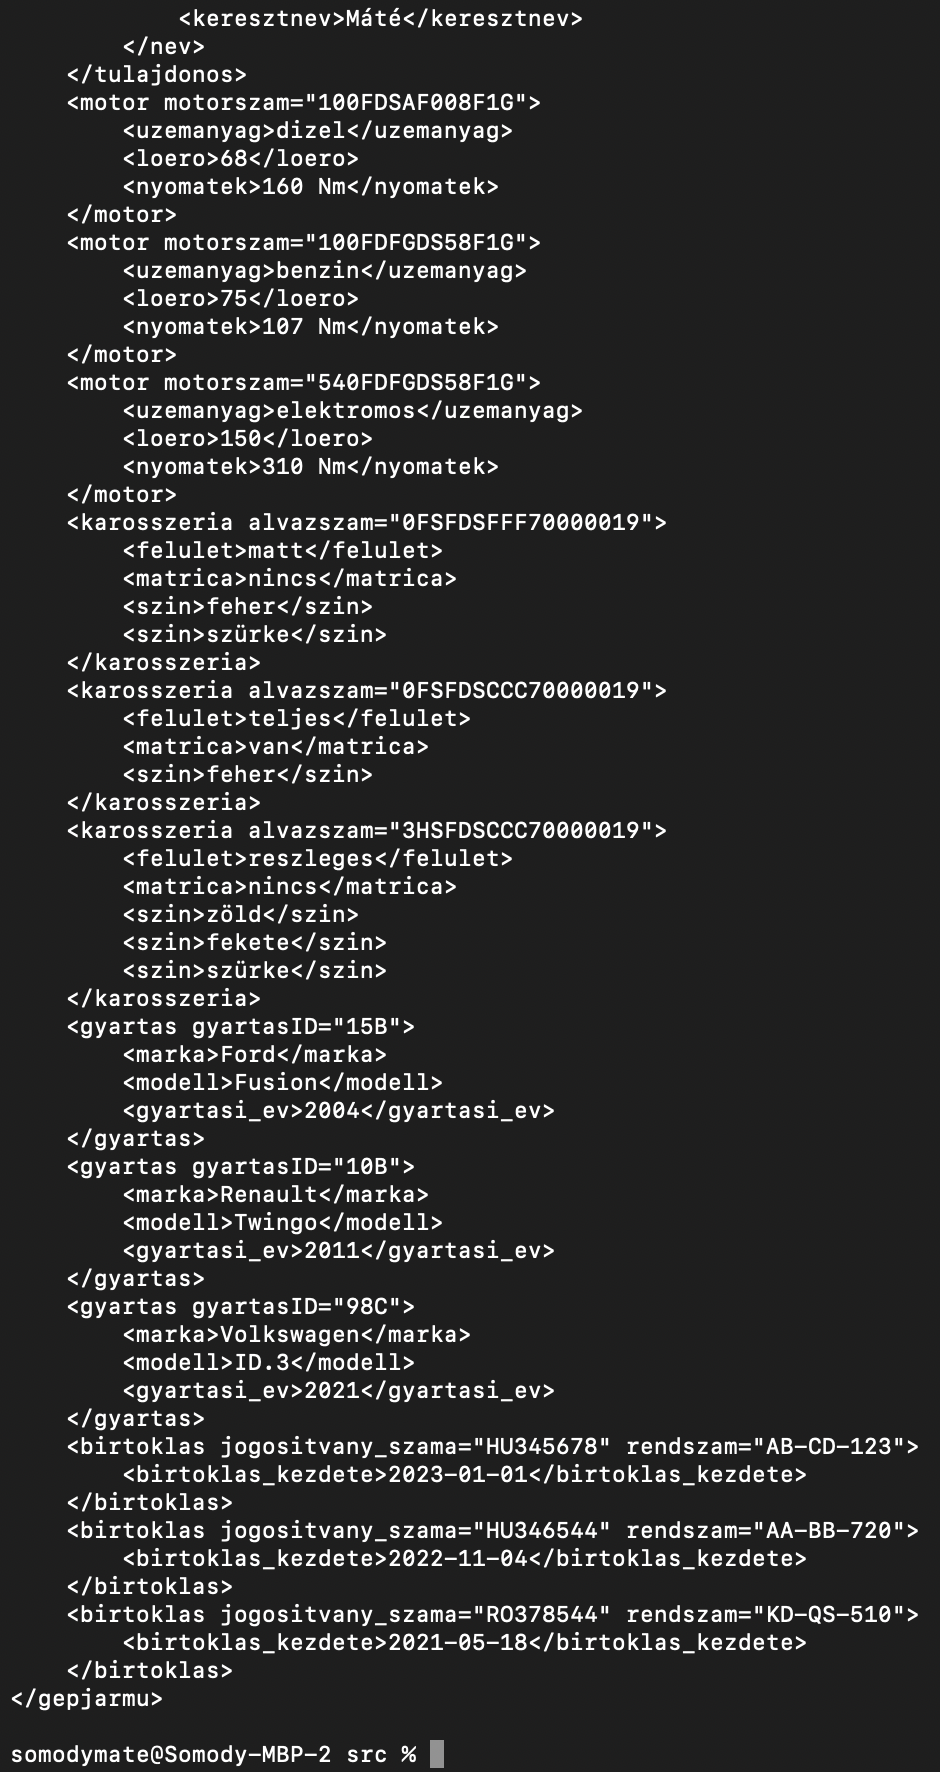 <keresztnev>Máté</keresztnev>
        </nev>
    </tulajdonos>
    <motor motorszam="100FDSAF008F1G">
        <uzemanyag>dizel</uzemanyag>
        <loero>68</loero>
        <nyomatek>160 Nm</nyomatek>
    </motor>
    <motor motorszam="100FDFGDS58F1G">
        <uzemanyag>benzin</uzemanyag>
        <loero>75</loero>
        <nyomatek>107 Nm</nyomatek>
    </motor>
    <motor motorszam="540FDFGDS58F1G">
        <uzemanyag>elektromos</uzemanyag>
        <loero>150</loero>
        <nyomatek>310 Nm</nyomatek>
    </motor>
    <karosszeria alvazszam="0FSFDSFFF70000019">
        <felulet>matt</felulet>
        <matrica>nincs</matrica>
        <szin>feher</szin>
        <szin>szürke</szin>
    </karosszeria>
    <karosszeria alvazszam="0FSFDSCCC70000019">
        <felulet>teljes</felulet>
        <matrica>van</matrica>
        <szin>feher</szin>
    </karosszeria>
    <karosszeria alvazszam="3HSFDSCCC70000019">
        <felulet>reszleges</felulet>
        <matrica>nincs</matrica>
        <szin>zöld</szin>
        <szin>fekete</szin>
        <szin>szürke</szin>
    </karosszeria>
    <gyartas gyartasID="15B">
        <marka>Ford</marka>
        <modell>Fusion</modell>
        <gyartasi_ev>2004</gyartasi_ev>
    </gyartas>
    <gyartas gyartasID="10B">
        <marka>Renault</marka>
        <modell>Twingo</modell>
        <gyartasi_ev>2011</gyartasi_ev>
    </gyartas>
    <gyartas gyartasID="98C">
        <marka>Volkswagen</marka>
        <modell>ID.3</modell>
        <gyartasi_ev>2021</gyartasi_ev>
    </gyartas>
    <birtoklas jogositvany_szama="HU345678" rendszam="AB-CD-123">
        <birtoklas_kezdete>2023-01-01</birtoklas_kezdete>
    </birtoklas>
    <birtoklas jogositvany_szama="HU346544" rendszam="AA-BB-720">
        <birtoklas_kezdete>2022-11-04</birtoklas_kezdete>
    </birtoklas>
    <birtoklas jogositvany_szama="RO378544" rendszam="KD-QS-510">
        <birtoklas_kezdete>2021-05-18</birtoklas_kezdete>
    </birtoklas>
</gepjarmu>

somodymate@Somody-MBP-2 src %